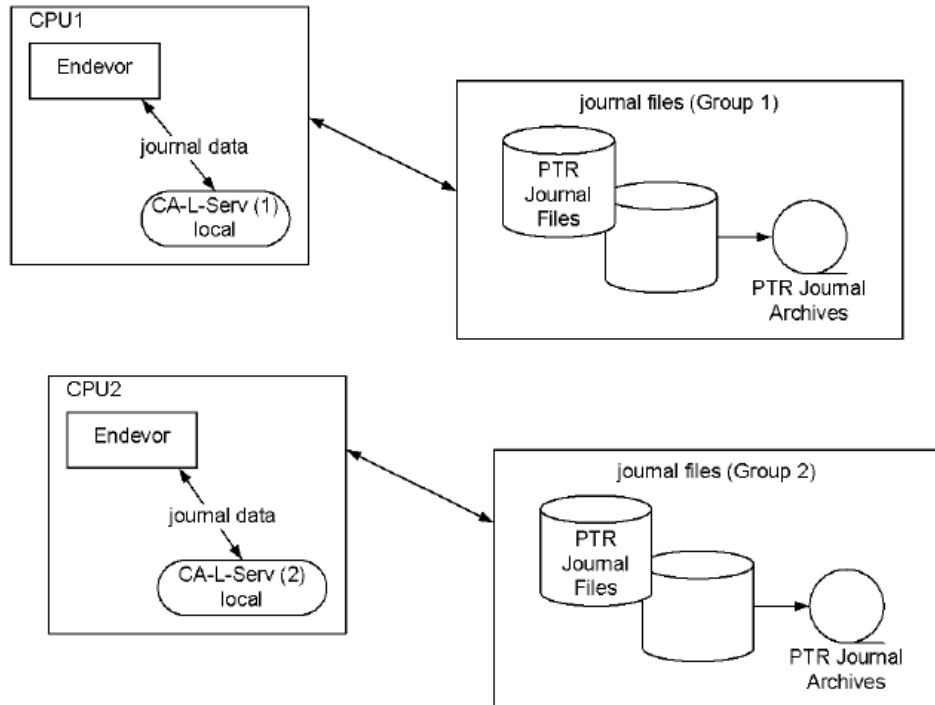 CPU1
Endevor
journal data
CA-L-Serv (1)
local
journal files (Group 1)
PTR
Journal
Files
PTR Journal
Archives
CPU2
Endevor
journal data
CA-L-Serv (2)
local
journal files (Group 2)
PTR
Journal
Files
PTR Journal
Archives